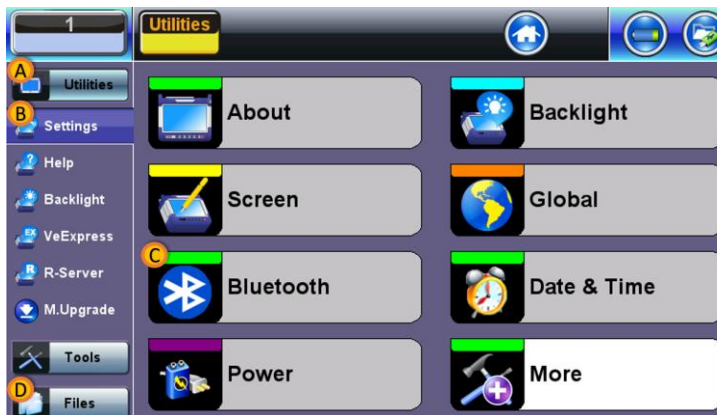 1
Utilities
A
Utilities
B
Settings
Help
Backlight
EX
VeExpress
R
R-Server
M.Upgrade
Tools
D
Files
About
Backlight
Screen
Global
C
Bluetooth
Date & Time
Power
More